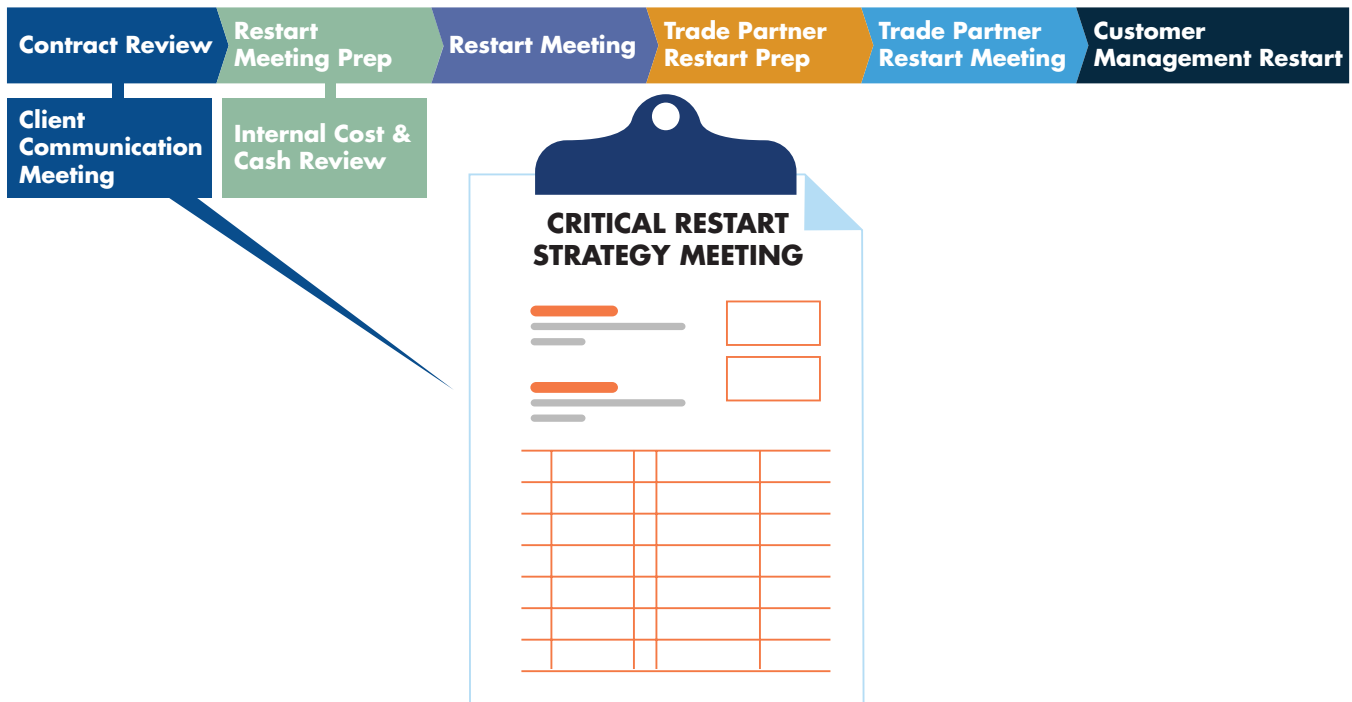 Contract Review
Restart
Meeting Prep
Restart Meeting
Trade Partner
Restart Prep
Trade Partner
Restart Meeting
Customer
Management Restart
Client
Communication
Meeting
Internal Cost &
Cash Review
CRITICAL RESTART
STRATEGY MEETING